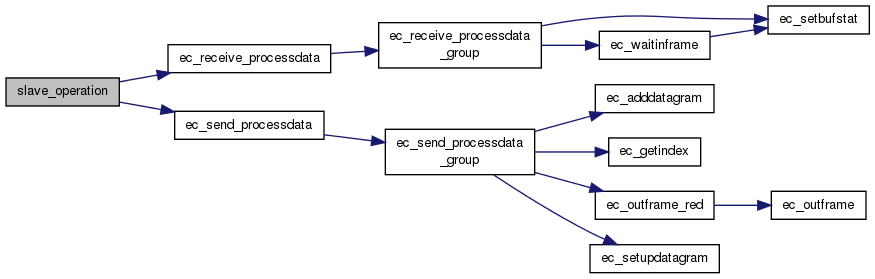 slave_operation
ec_receive_processdata
ec_receive_processdata
_group
ec_setbufstat
ec_waitinframe
ec_send_processdata
ec_send_processdata
_group
ec_adddatagram
ec_getindex
ec_outframe_red
ec_outframe
ec_setupdatagram